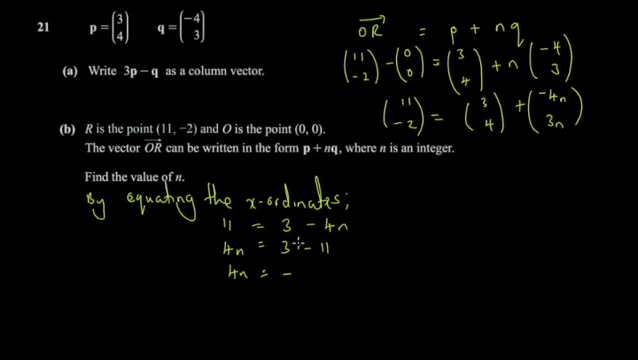 21 p = (3 4) q = (-4 3)
(a) Write 3p – q as a column vector.
(b) R is the point (11, –2) and O is the point (0, 0).
The vector OR can be written in the form p + nq, where n is an integer.
Find the value of n.
OR = p + nq
(11 -2) - (0 0) = (3 4) + n (-4 3)
(11 -2) = (3 4) + (-4n 3n)
By equating the x-ordinates;
11 = 3 - 4n
4n = 3 - 11
4n = -